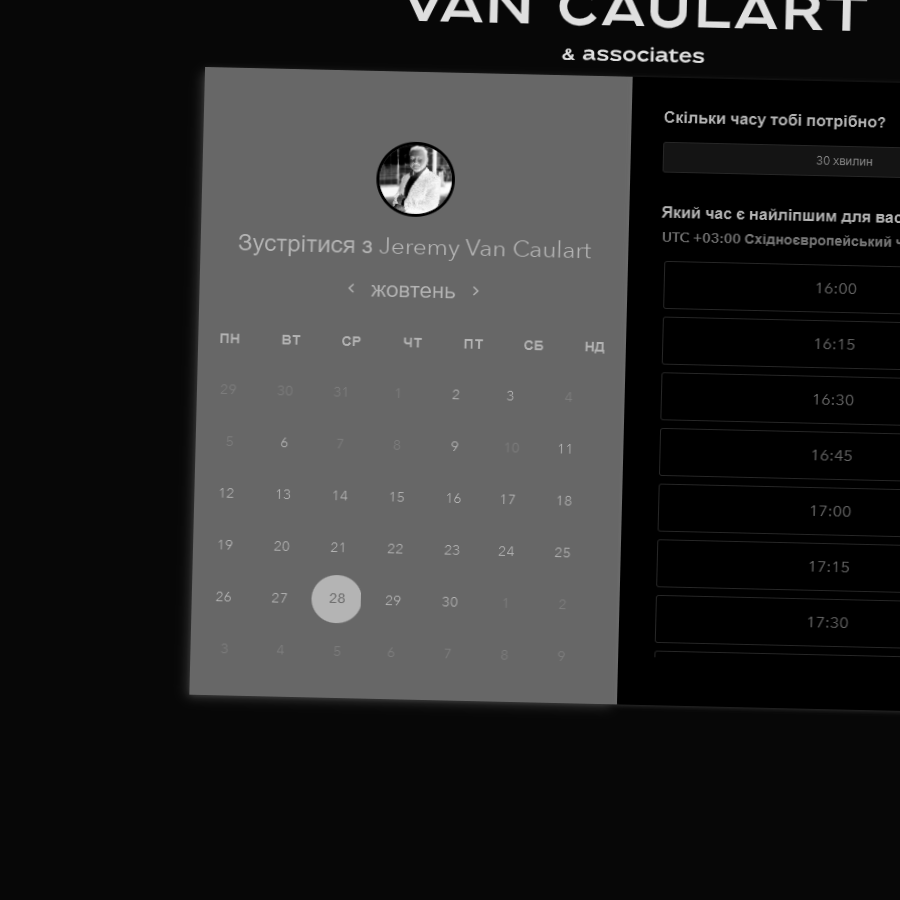 VAN CAULART
& associates
Зустрітися з Jeremy Van Caulart
жовтень
ПН ВТ СР ЧТ ПТ СБ НД
29 30 31 1 2 3 4
5 6 7 8 9 10 11
12 13 14 15 16 17 18
19 20 21 22 23 24 25
26 27 28 29 30 1 2
3 4 5 6 7 8 9
Скільки часу тобі потрібно?
30 хвилин
Який час є найліпшим для вас
UTC +03:00 Східноєвропейський
16:00
16:15
16:30
16:45
17:00
17:15
17:30